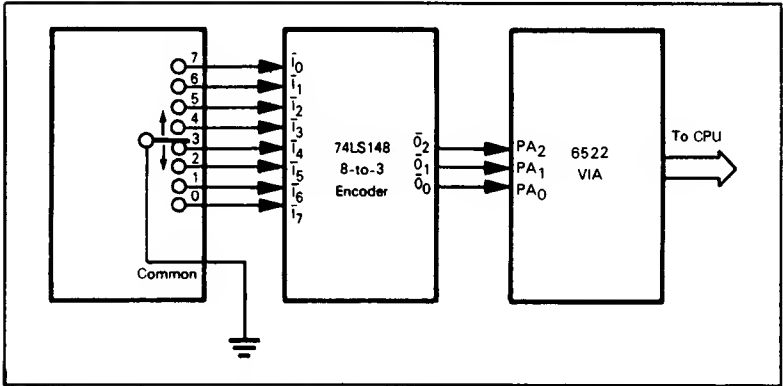 7
6
5
4
3
2
1
0
Common
Ī0
Ī1
Ī2
Ī3
Ī4
Ī5
Ī6
Ī7
74LS148
8-to-3
Encoder
Ō2
Ō1
Ō0
PA2
PA1
PA0
6522
VIA
To CPU